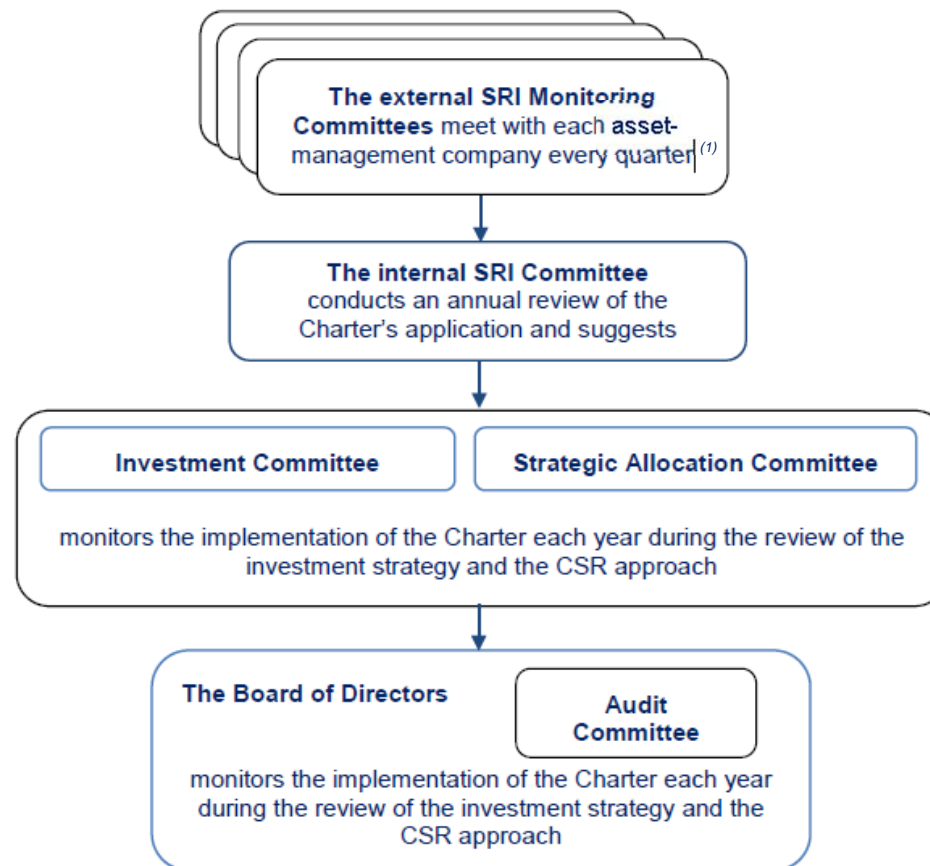 The external SRI Monitoring
Committees meet with each asset-
management company every quarter (1)
The internal SRI Committee
conducts an annual review of the
Charter's application and suggests
Investment Committee
Strategic Allocation Committee
monitors the implementation of the Charter each year during the review of the
investment strategy and the CSR approach
The Board of Directors
Audit
Committee
monitors the implementation of the Charter each year
during the review of the investment strategy and the
CSR approach